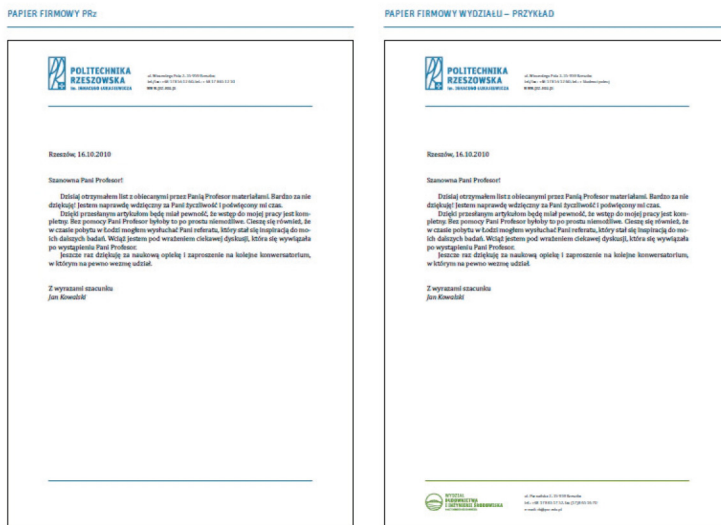 PAPIER FIRMOWY PRz
POLITECHNIKA
RZESZOWSKA
im. IGNACEGO ŁUKASIEWICZA
Rzeszów, 16.10.2010
Szanowna Pani Profesor!
Dzisiaj otrzymałem list z obiecanymi przez Panią Profesor materiałami. Bardzo za nie
dziękuję! Jestem naprawdę wdzięczny za Pani życzliwość i poświęcony mi czas.
Dzięki przesłanym artykułom będę miał pewność, że wstęp do mojej pracy jest kom-
pletny. Bez pomocy Pani Profesor byłoby to po prostu niemożliwe. Cieszę się również, że
w czasie pobytu w Łodzi mogłem wysłuchać Pani referatu, który stał się inspiracją do mo-
ich dalszych badań. Wciąż jestem pod wrażeniem ciekawej dyskusji, która się wywiązała
po wystąpieniu Pani Profesor.
Jeszcze raz dziękuję za naukową opiekę i zaproszenie na kolejne konwersatorium,
w którym na pewno wezmę udział.
Z wyrazami szacunku
Jan Kowalski
PAPIER FIRMOWY WYDZIAŁU – PRZYKŁAD
POLITECHNIKA
RZESZOWSKA
im. IGNACEGO ŁUKASIEWICZA
Rzeszów, 16.10.2010
Szanowna Pani Profesor!
Dzisiaj otrzymałem list z obiecanymi przez Panią Profesor materiałami. Bardzo za nie
dziękuję! Jestem naprawdę wdzięczny za Pani życzliwość i poświęcony mi czas.
Dzięki przesłanym artykułom będę miał pewność, że wstęp do mojej pracy jest kom-
pletny. Bez pomocy Pani Profesor byłoby to po prostu niemożliwe. Cieszę się również, że
w czasie pobytu w Łodzi mogłem wysłuchać Pani referatu, który stał się inspiracją do mo-
ich dalszych badań. Wciąż jestem pod wrażeniem ciekawej dyskusji, która się wywiązała
po wystąpieniu Pani Profesor.
Jeszcze raz dziękuję za naukową opiekę i zaproszenie na kolejne konwersatorium,
w którym na pewno wezmę udział.
Z wyrazami szacunku
Jan Kowalski
WYDZIAŁ
BUDOWNICTWA
I INŻYNIERII ŚRODOWISKA